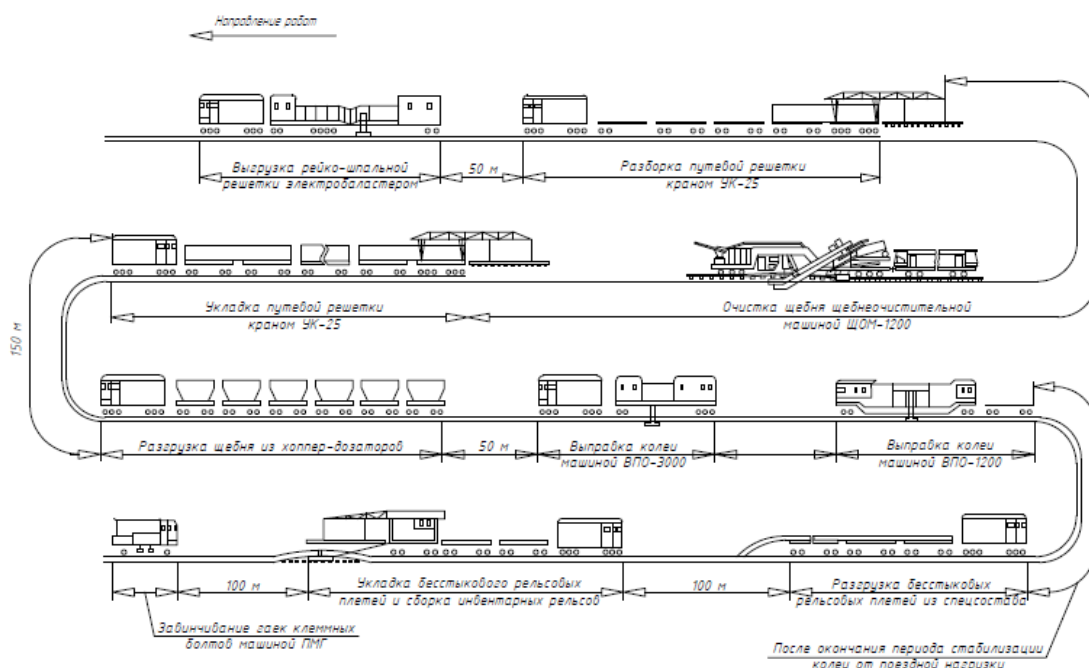 Направление работ
Выгрузка рейко-шпальной
решетки электробаластером
50 м
Разборка путевой решетки
краном УК-25
Укладка путевой решетки
краном УК-25
Очистка щебня щебнеочистительной
машиной ЩОМ-1200
150 м
Разгрузка щебня из хоппер-дозаторов
50 м
Выправка колеи
машиной ВПО-3000
Выправка колеи
машиной ВПО-1200
100 м
Укладка бесстыкового рельсовых
плетей и сборка инвентарных рельсов
100 м
Разгрузка бесстыковых
рельсовых плетей из спецсостава
Завинчивание гаек клеммных
болтов машиной ПМГ
После окончания периода стабилизации
колеи от поездной нагрузки